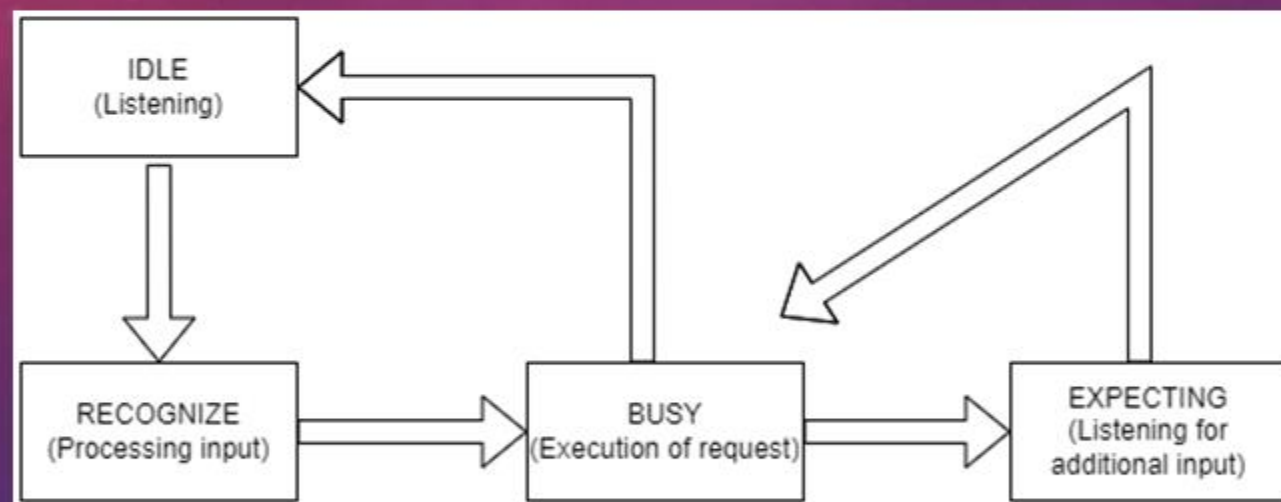 IDLE
(Listening)
RECOGNIZE
(Processing input)
BUSY
(Execution of request)
EXPECTING
(Listening for
additional input)